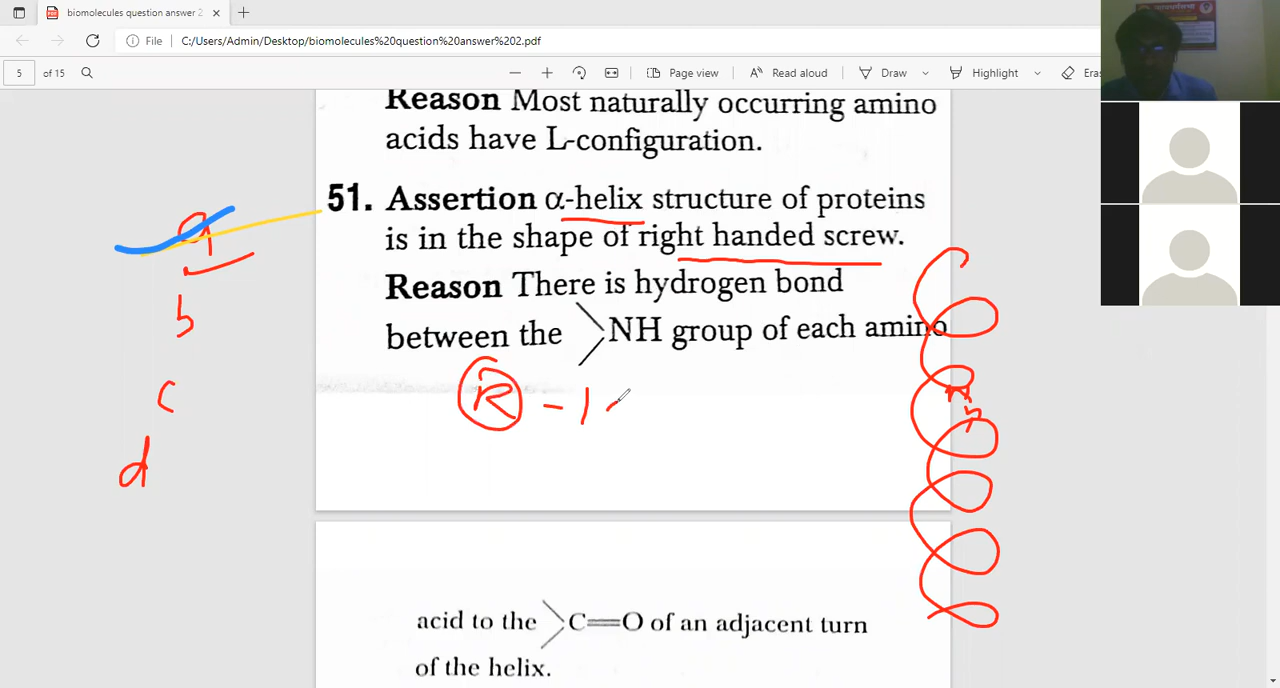 biomolecules question answer 2
File C:/Users/Admin/Desktop/biomolecules%20question%20answer%202.pdf
5 of 15 Page view Read aloud Draw Highlight Eras
Reason Most naturally occurring amino
acids have L-configuration.
51. Assertion α-helix structure of proteins
is in the shape of right handed screw.
Reason There is hydrogen bond
between the >NH group of each amino
a
b
c
d
R - 1
acid to the >C=O of an adjacent turn
of the helix.